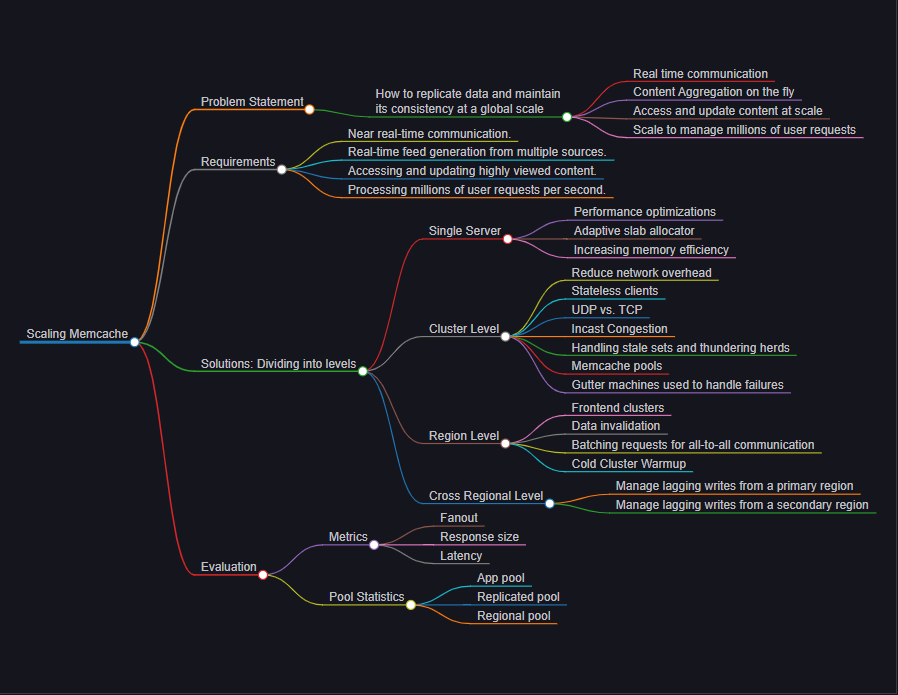 Scaling Memcache
Problem Statement
How to replicate data and maintain
its consistency at a global scale
Real time communication
Content Aggregation on the fly
Access and update content at scale
Scale to manage millions of user requests
Requirements
Near real-time communication.
Real-time feed generation from multiple sources.
Accessing and updating highly viewed content.
Processing millions of user requests per second.
Solutions: Dividing into levels
Single Server
Performance optimizations
Adaptive slab allocator
Increasing memory efficiency
Cluster Level
Reduce network overhead
Stateless clients
UDP vs. TCP
Incast Congestion
Handling stale sets and thundering herds
Memcache pools
Gutter machines used to handle failures
Region Level
Frontend clusters
Data invalidation
Batching requests for all-to-all communication
Cold Cluster Warmup
Cross Regional Level
Manage lagging writes from a primary region
Manage lagging writes from a secondary region
Evaluation
Metrics
Fanout
Response size
Latency
Pool Statistics
App pool
Replicated pool
Regional pool